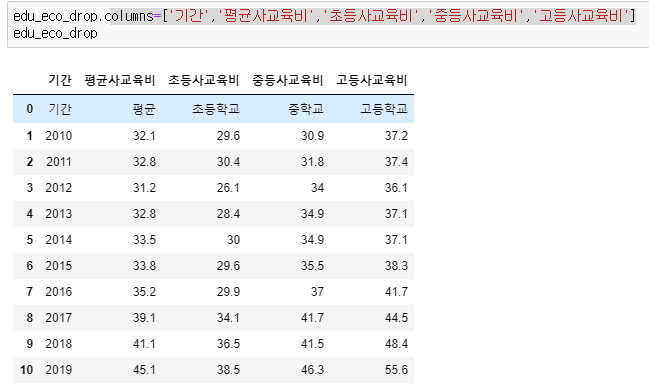 edu_eco_drop.columns=['기간','평균사교육비','초등사교육비','중등사교육비','고등사교육비']
edu_eco_drop
기간 평균사교육비 초등사교육비 중등사교육비 고등사교육비
0 기간 평균 초등학교 중학교 고등학교
1 2010 32.1 29.6 30.9 37.2
2 2011 32.8 30.4 31.8 37.4
3 2012 31.2 26.1 34 36.1
4 2013 32.8 28.4 34.9 37.1
5 2014 33.5 30 34.9 37.1
6 2015 33.8 29.6 35.5 38.3
7 2016 35.2 29.9 37 41.7
8 2017 39.1 34.1 41.7 44.5
9 2018 41.1 36.5 41.5 48.4
10 2019 45.1 38.5 46.3 55.6